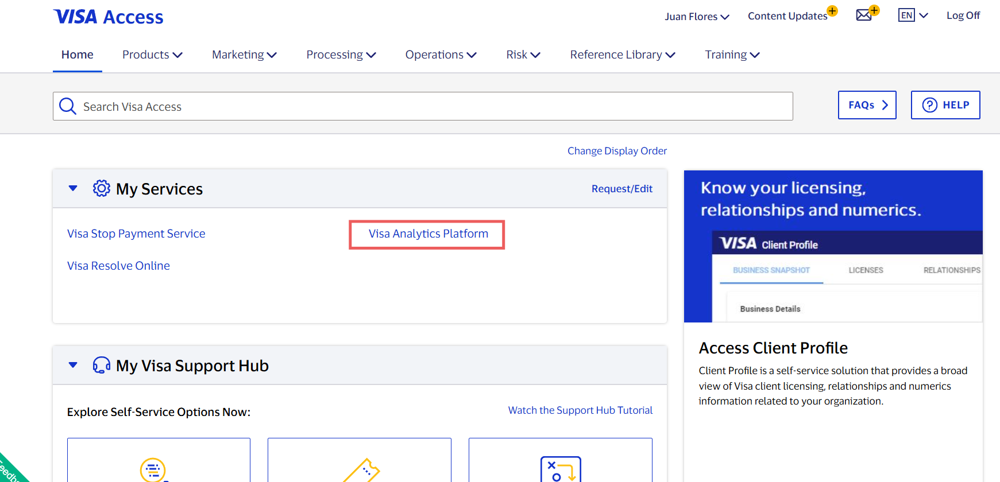 VISA Access
Juan Flores
Content Updates
EN
Log Off
Home
Products
Marketing
Processing
Operations
Risk
Reference Library
Training
Search Visa Access
FAQs
HELP
Change Display Order
My Services
Request/Edit
Visa Stop Payment Service
Visa Analytics Platform
Visa Resolve Online
My Visa Support Hub
Explore Self-Service Options Now:
Watch the Support Hub Tutorial
Know your licensing,
relationships and numerics.
VISA Client Profile
BUSINESS SNAPSHOT
LICENSES
RELATIONSHIPS
Business Details
Access Client Profile
Client Profile is a self-service solution that provides a broad
view of Visa client licensing, relationships and numerics
information related to your organization.